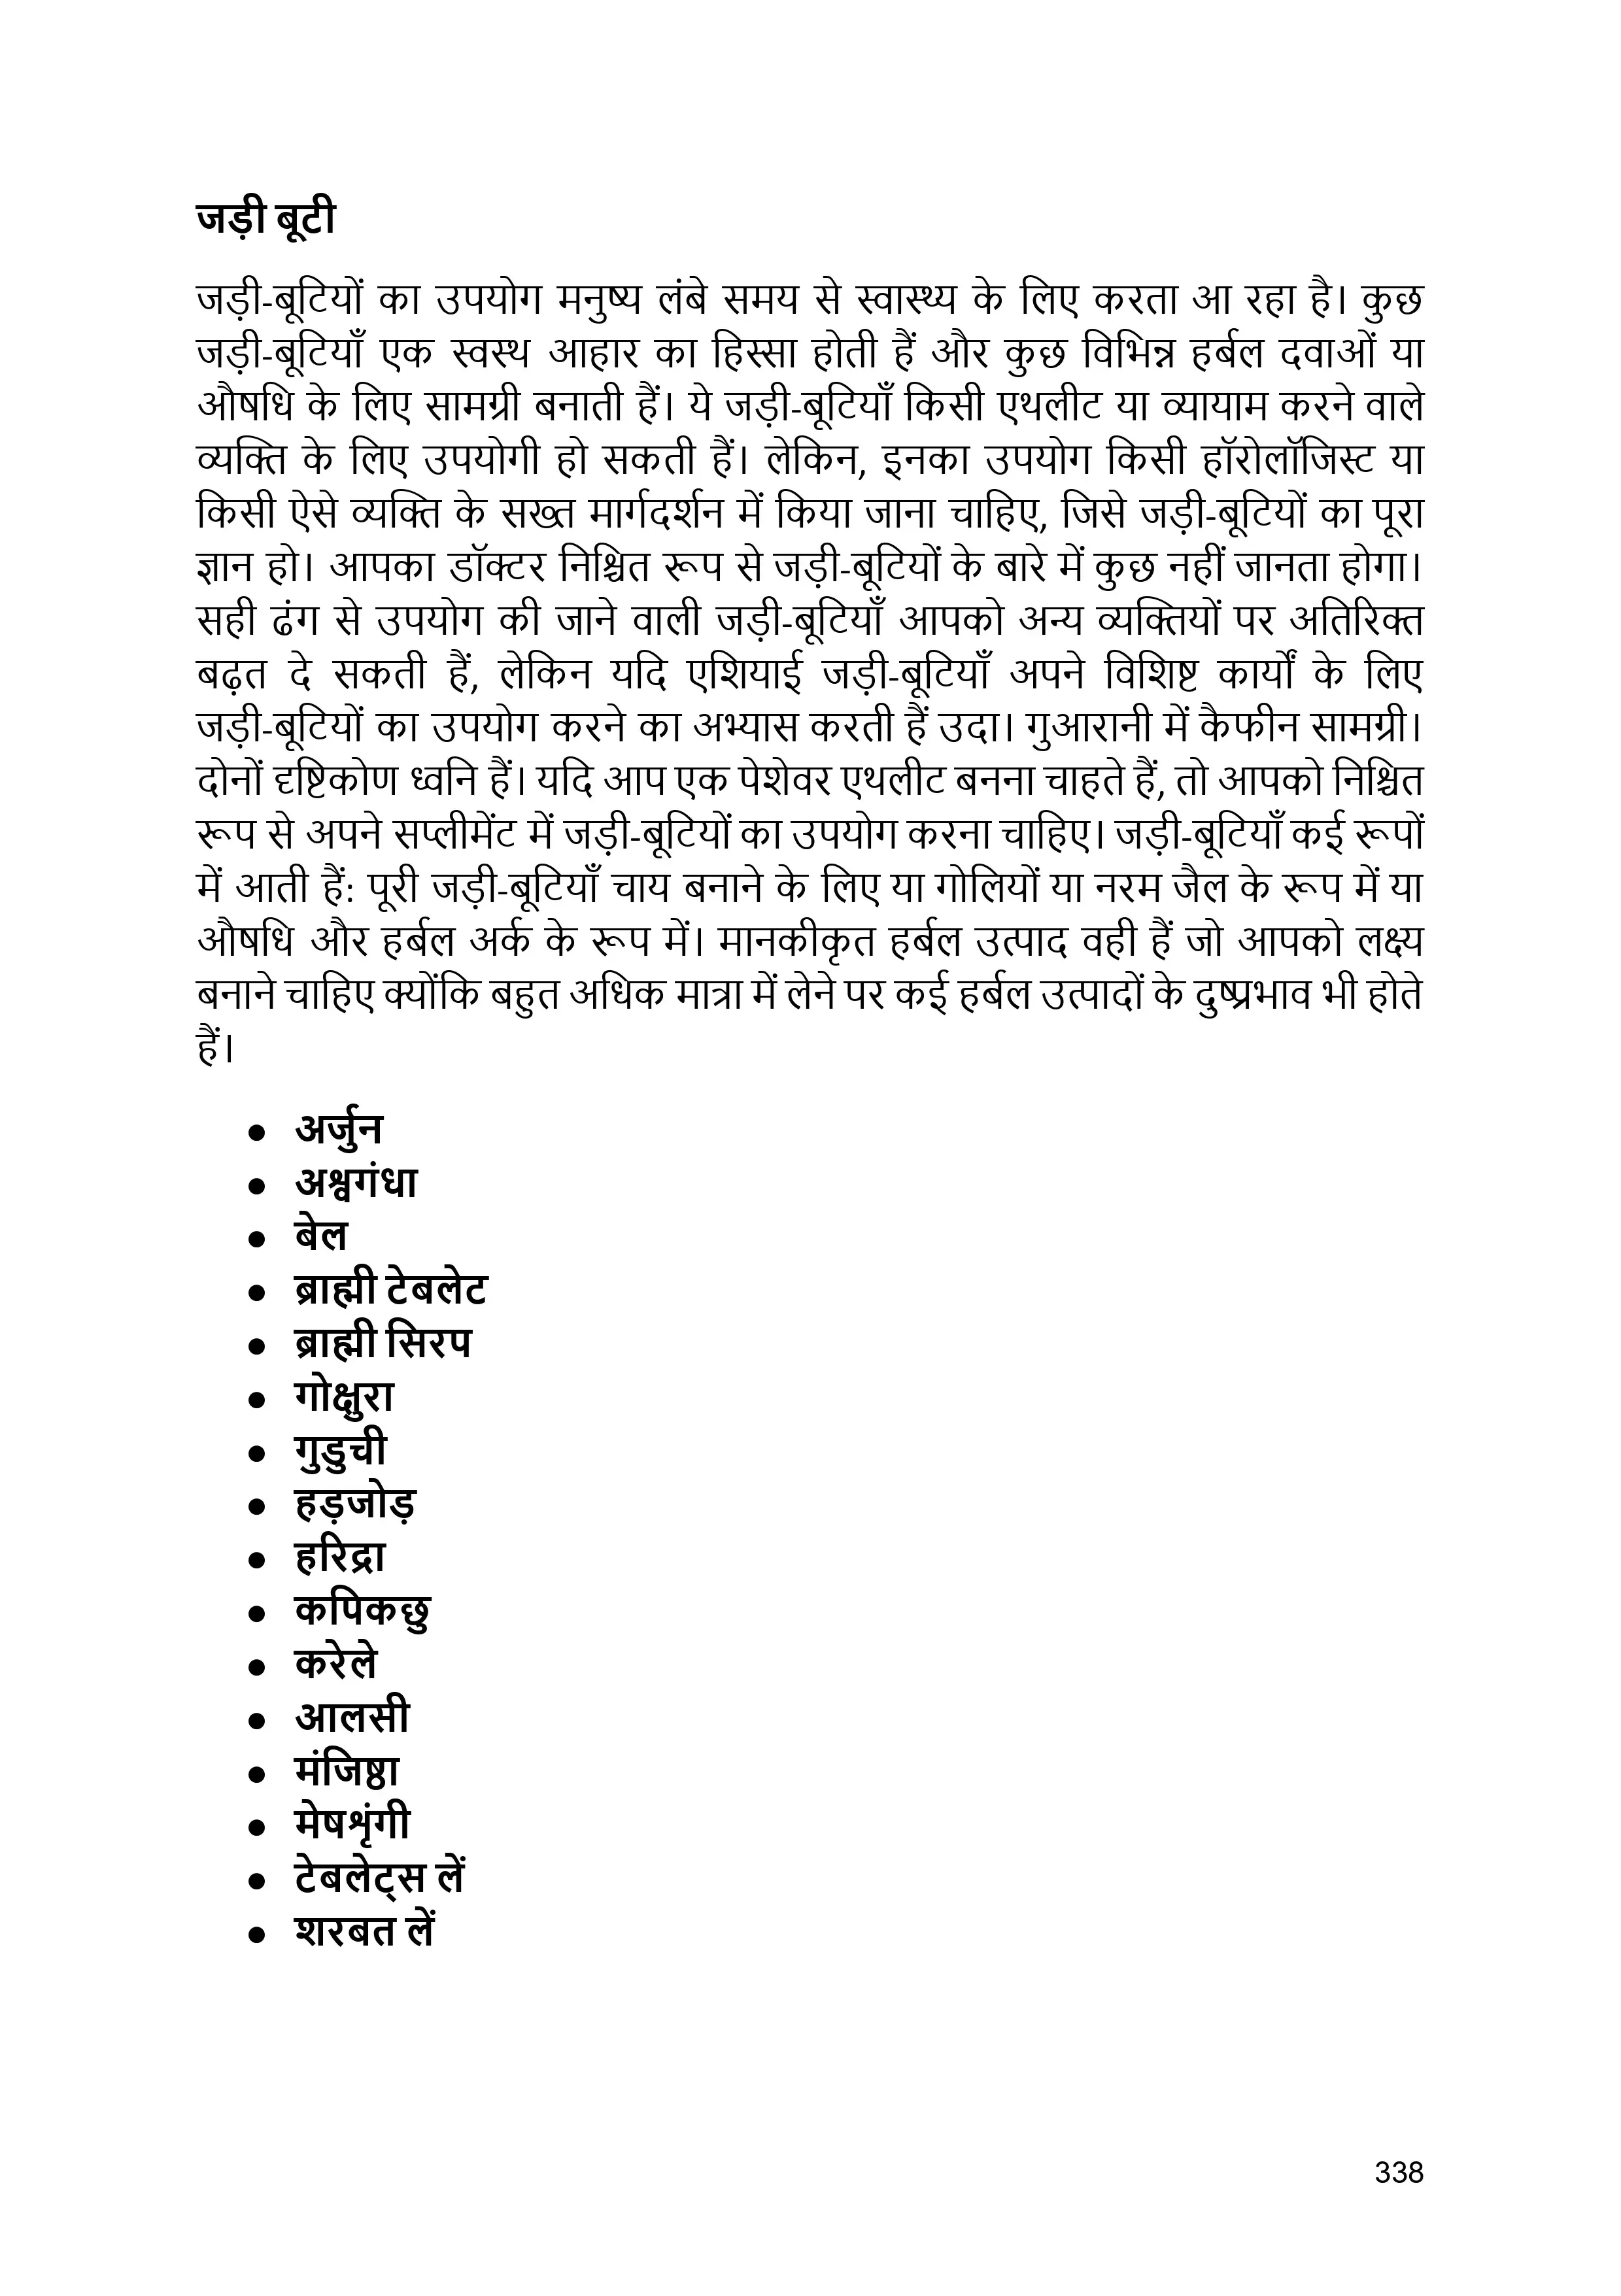 जड़ी बूटी
जड़ी-बूटियों का उपयोग मनुष्य लंबे समय से स्वास्थ्य के लिए करता आ रहा है। कुछ
जड़ी-बूटियाँ एक स्वस्थ आहार का हिस्सा होती हैं और कुछ विभिन्न हर्बल दवाओं या
औषधि के लिए सामग्री बनाती हैं। ये जड़ी-बूटियाँ किसी एथलीट या व्यायाम करने वाले
व्यक्ति के लिए उपयोगी हो सकती हैं। लेकिन, इनका उपयोग किसी हॉरोलॉजिस्ट या
किसी ऐसे व्यक्ति के सख्त मार्गदर्शन में किया जाना चाहिए, जिसे जड़ी-बूटियों का पूरा
ज्ञान हो। आपका डॉक्टर निश्चित रूप से जड़ी-बूटियों के बारे में कुछ नहीं जानता होगा।
सही ढंग से उपयोग की जाने वाली जड़ी-बूटियाँ आपको अन्य व्यक्तियों पर अतिरिक्त
बढ़त दे सकती हैं, लेकिन यदि एशियाई जड़ी-बूटियाँ अपने विशिष्ट कार्यों के लिए
जड़ी-बूटियों का उपयोग करने का अभ्यास करती हैं उदा। गुआरानी में कैफीन सामग्री।
दोनों दृष्टिकोण ध्वनि हैं। यदि आप एक पेशेवर एथलीट बनना चाहते हैं, तो आपको निश्चित
रूप से अपने सप्लीमेंट में जड़ी-बूटियों का उपयोग करना चाहिए। जड़ी-बूटियाँ कई रूपों
में आती हैं: पूरी जड़ी-बूटियाँ चाय बनाने के लिए या गोलियों या नरम जैल के रूप में या
औषधि और हर्बल अर्क के रूप में। मानकीकृत हर्बल उत्पाद वही हैं जो आपको लक्ष्य
बनाने चाहिए क्योंकि बहुत अधिक मात्रा में लेने पर कई हर्बल उत्पादों के दुष्प्रभाव भी होते
हैं।
● अर्जुन
● अश्वगंधा
● बेल
● ब्राह्मी टेबलेट
● ब्राह्मी सिरप
● गोक्षुरा
● गुडुची
● हड़जोड़
● हरिद्रा
● कपिकछु
● करेले
● आलसी
● मंजिष्ठा
● मेषशृंगी
● टेबलेट्स लें
● शरबत लें
338